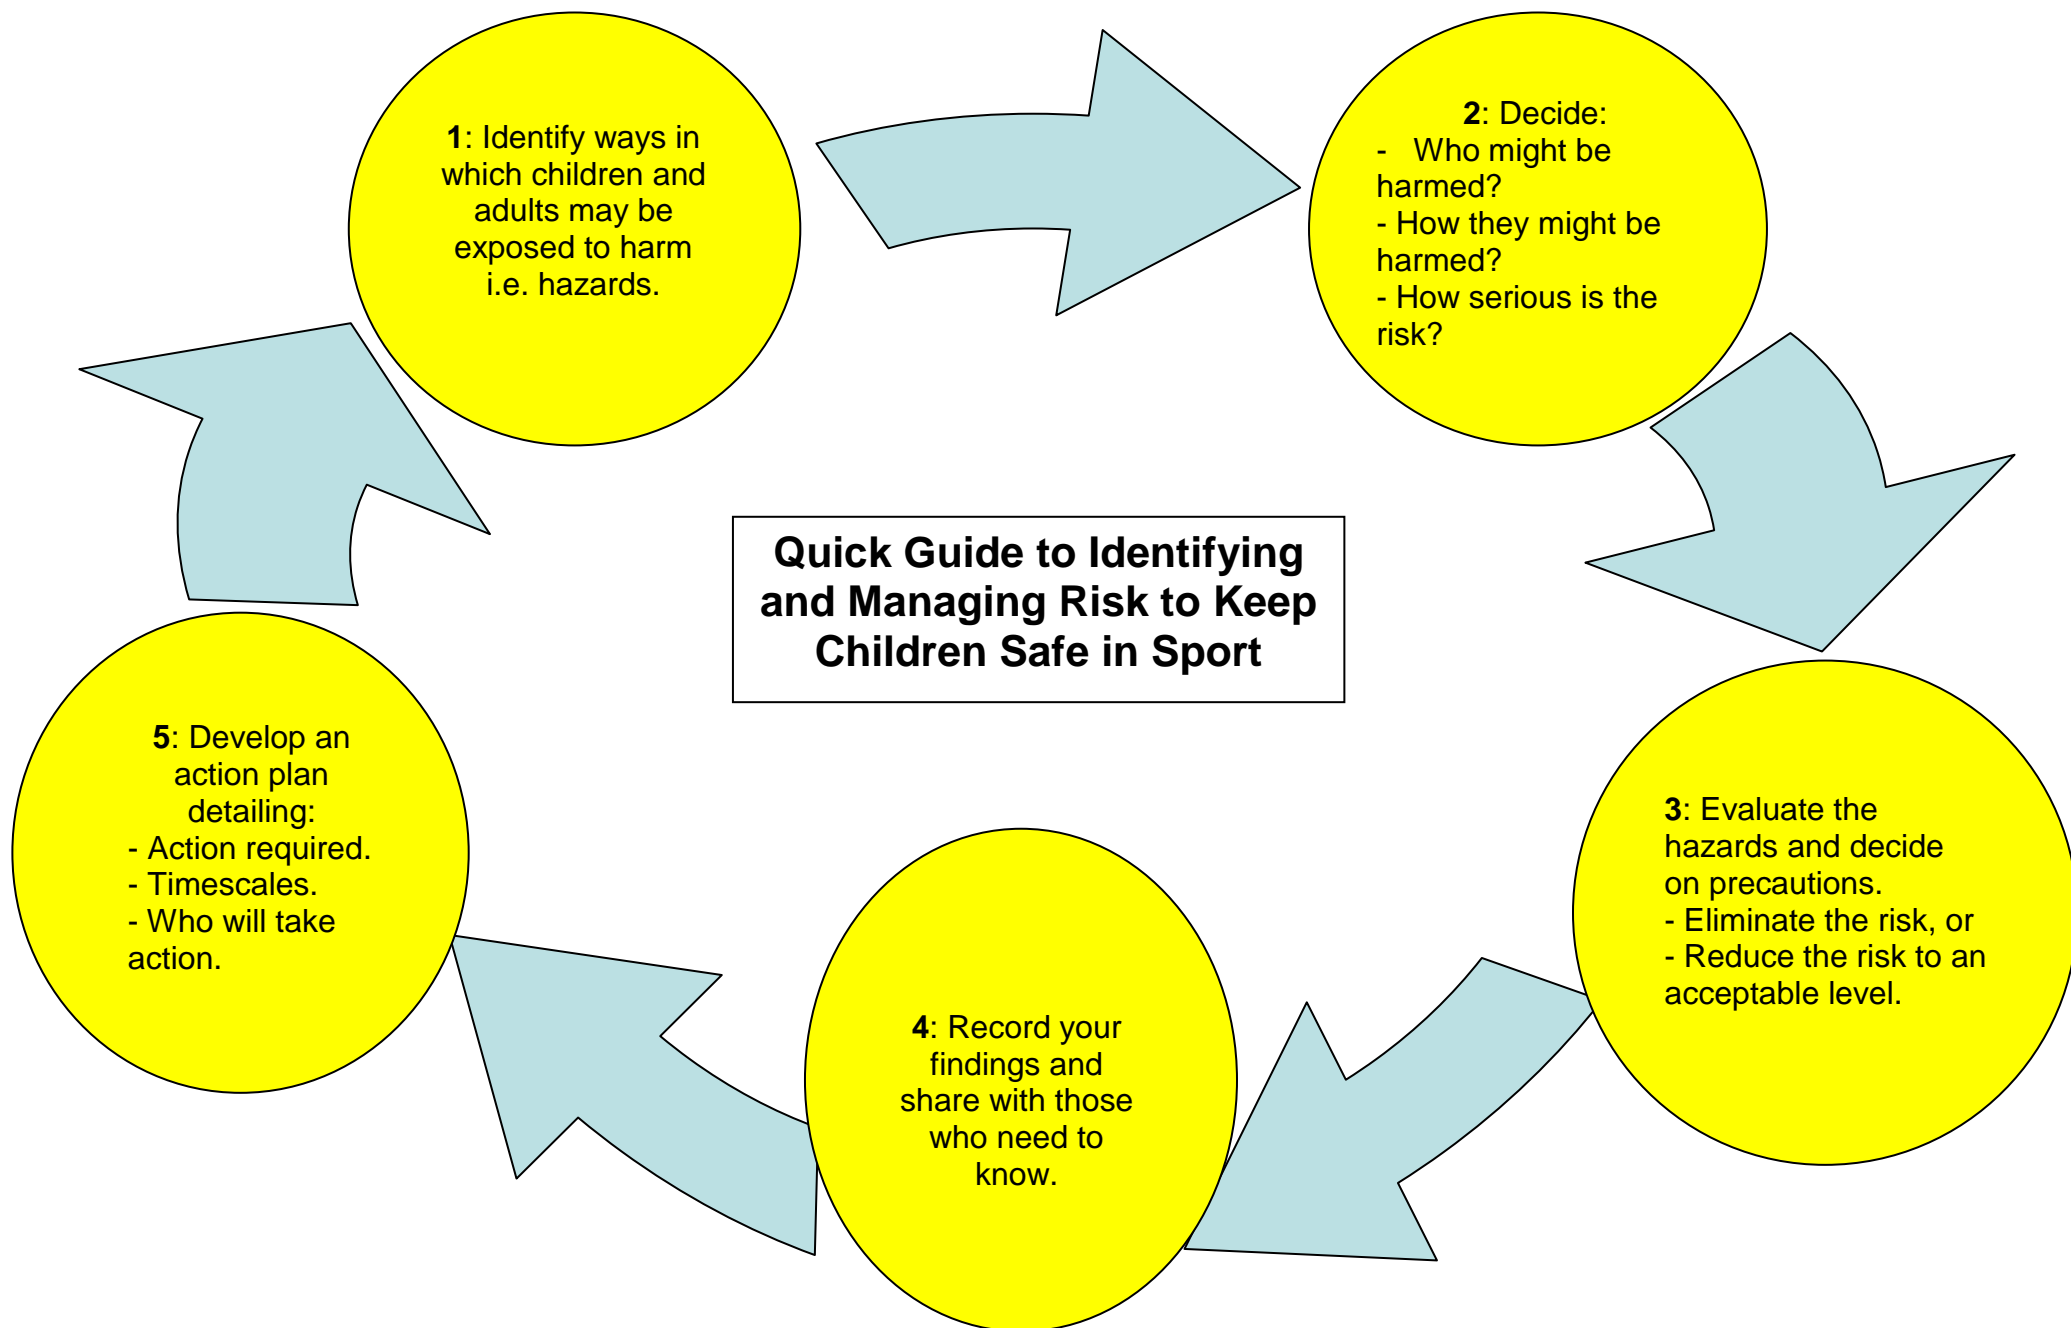 1: Identify ways in
which children and
adults may be
exposed to harm
i.e. hazards.
2: Decide:
- Who might be
harmed?
- How they might be
harmed?
- How serious is the
risk?
Quick Guide to Identifying
and Managing Risk to Keep
Children Safe in Sport
3: Evaluate the
hazards and decide
on precautions.
- Eliminate the risk, or
- Reduce the risk to an
acceptable level.
4: Record your
findings and
share with those
who need to
know.
5: Develop an
action plan
detailing:
- Action required.
- Timescales.
- Who will take
action.